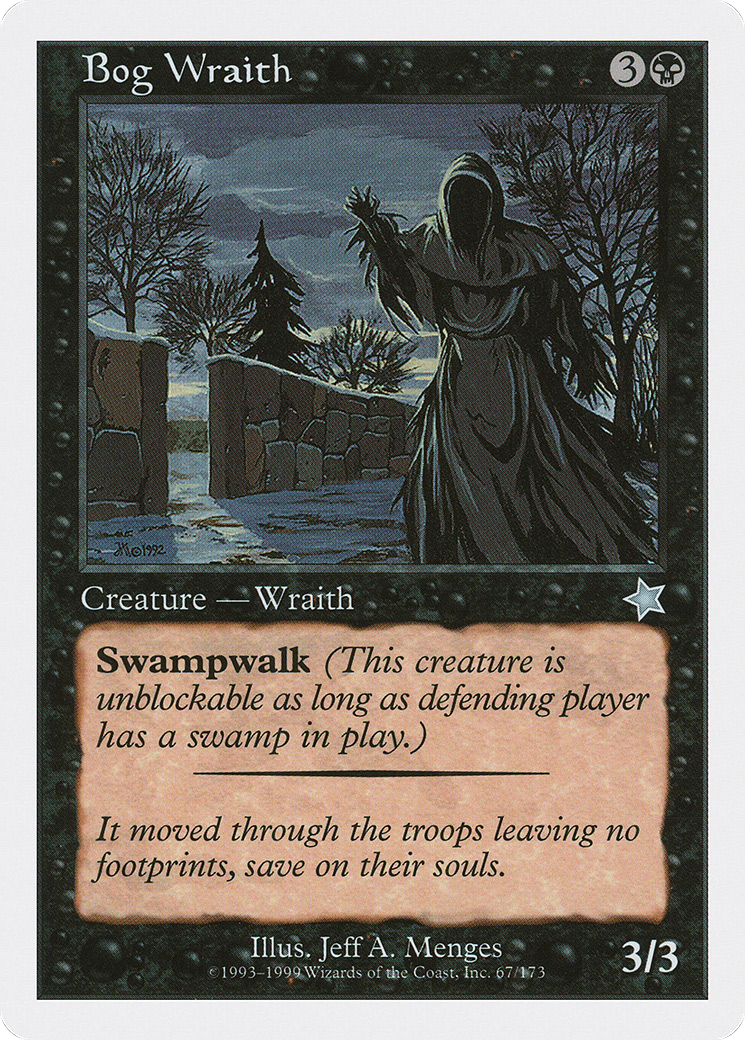 Bog Wraith 3
©1992
Creature — Wraith
Swampwalk (This creature is
unblockable as long as defending player
has a swamp in play.)
It moved through the troops leaving no
footprints, save on their souls.
Illus. Jeff A. Menges
©1993–1999 Wizards of the Coast, Inc. 67/173
3/3